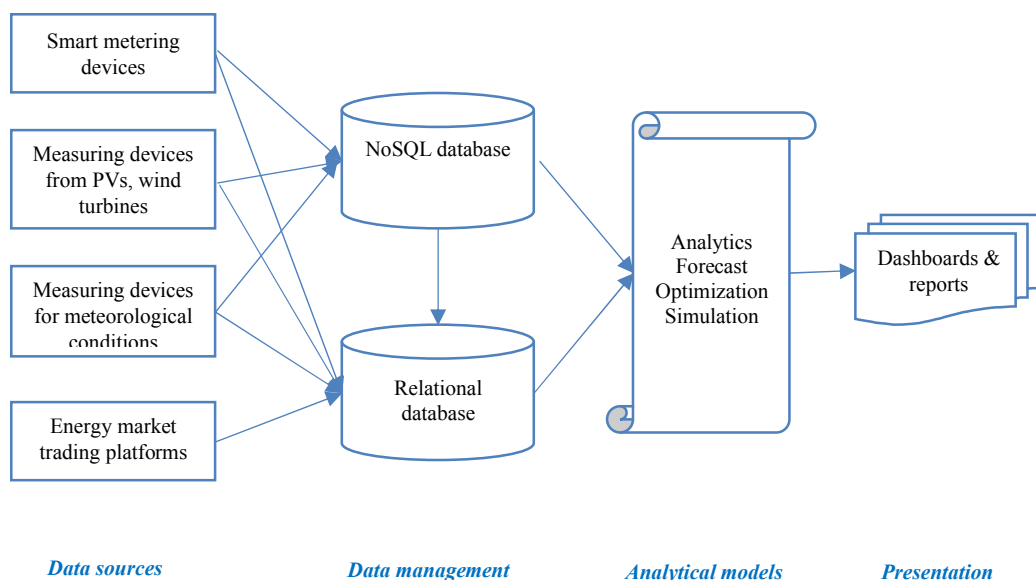 Smart metering
devices
Measuring devices
from PVs, wind
turbines
Measuring devices
for meteorological
conditions
Energy market
trading platforms
NoSQL database
Relational
database
Analytics
Forecast
Optimization
Simulation
Dashboards &
reports
Data sources
Data management
Analytical models
Presentation